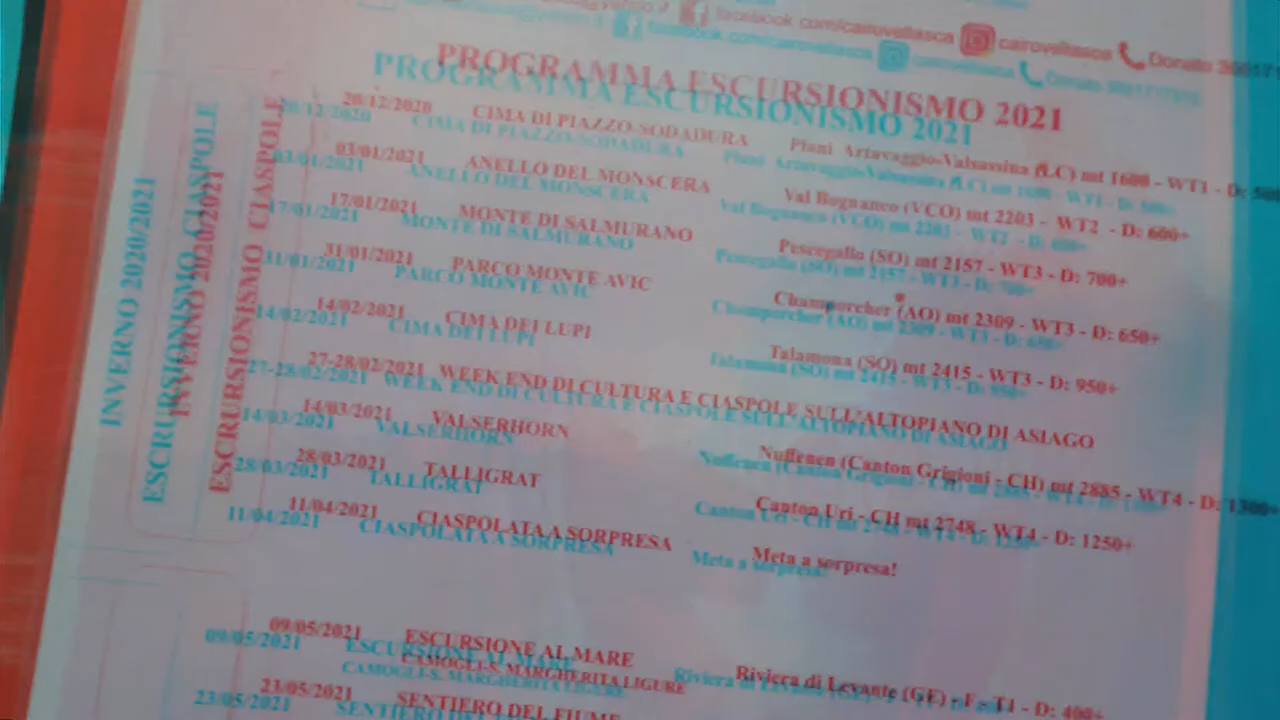 facebook.com/cairovellasca cairovellasca Donato
PROGRAMMA ESCURSIONISMO 2021
INVERNO 2020/2021
ESCRURSIONISMO CIASPOLE
20/12/2020 CIMA DI PIAZZO-SODADURA Piani Artavaggio-Valsassina (LC) mt 1600 - WT1 - D:
03/01/2021 ANELLO DEL MONSCERA Val Bognanco (VCO) mt 2203 - WT2 - D: 600+
17/01/2021 MONTE DI SALMURANO Pescegallo (SO) mt 2157 - WT3 - D: 700+
31/01/2021 PARCO MONTE AVIC Champorcher (AO) mt 2309 - WT3 - D: 650+
14/02/2021 CIMA DEI LUPI Talamona (SO) mt 2415 - WT3 - D: 950+
27-28/02/2021 WEEK END DI CULTURA E CIASPOLE SULL'ALTOPIANO DI ASIAGO
14/03/2021 VALSERHORN Nuffenen (Canton Grigioni - CH) mt 2885 - WT4 - D: 1300+
28/03/2021 TALLIGRAT Canton Uri - CH mt 2748 - WT4 - D: 1250+
11/04/2021 CIASPOLATA A SORPRESA Meta a sorpresa!
09/05/2021 ESCURSIONE AL MARE Riviera di Levante (GE) - F - T1 - D: 400+
CAMOGLI-S. MARGHERITA LIGURE
23/05/2021 SENTIERO DEL FIUME